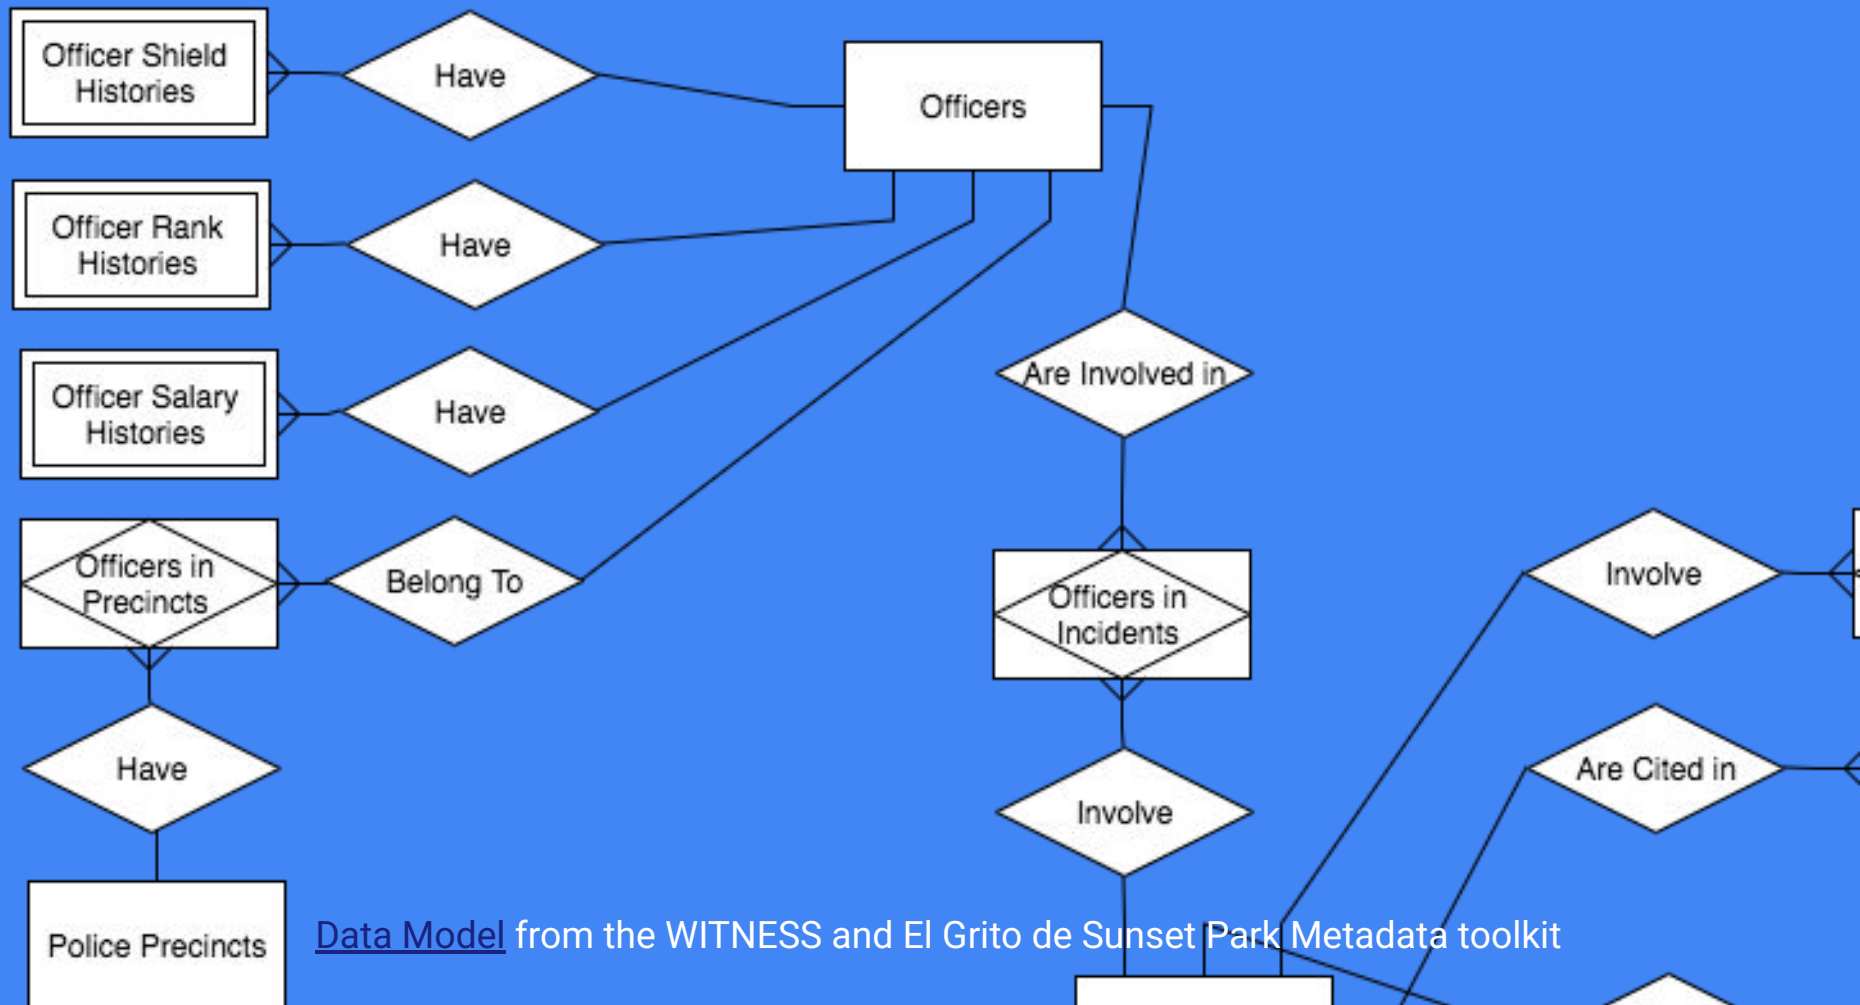 Officer Shield
Histories
Have
Officers
Officer Rank
Histories
Have
Officer Salary
Histories
Have
Are Involved in
Officers in
Precincts
Belong To
Officers in
Incidents
Involve
Have
Involve
Are Cited in
Police Precincts
Data Model from the WITNESS and El Grito de Sunset Park Metadata toolkit